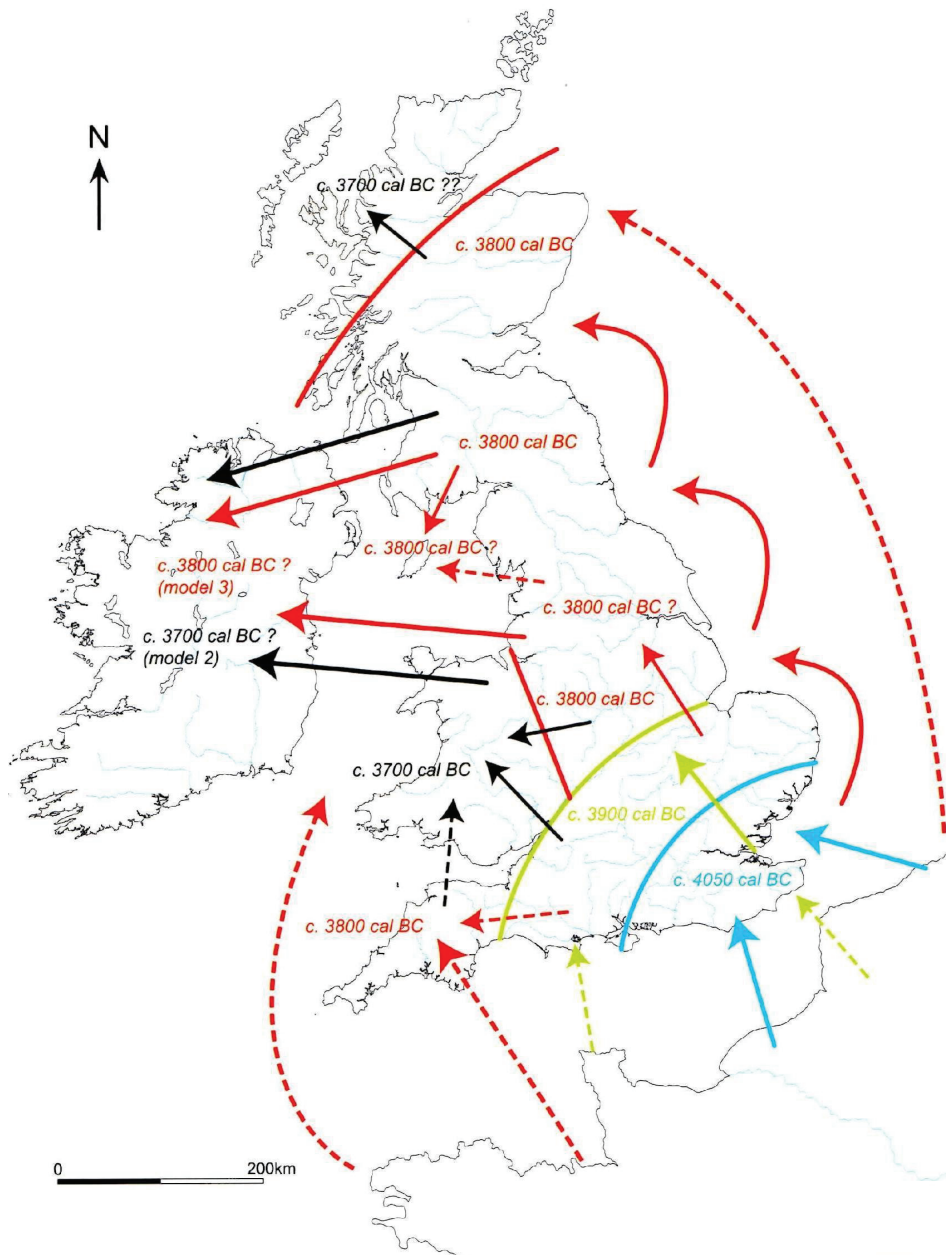 N
c. 3700 cal BC ??
c. 3800 cal BC
c. 3800 cal BC
c. 3800 cal BC ?
c. 3800 cal BC ?
(model 3)
c. 3800 cal BC ?
c. 3700 cal BC ?
(model 2)
c. 3800 cal BC
c. 3700 cal BC
c. 3900 cal BC
c. 4050 cal BC
c. 3800 cal BC
0
200km